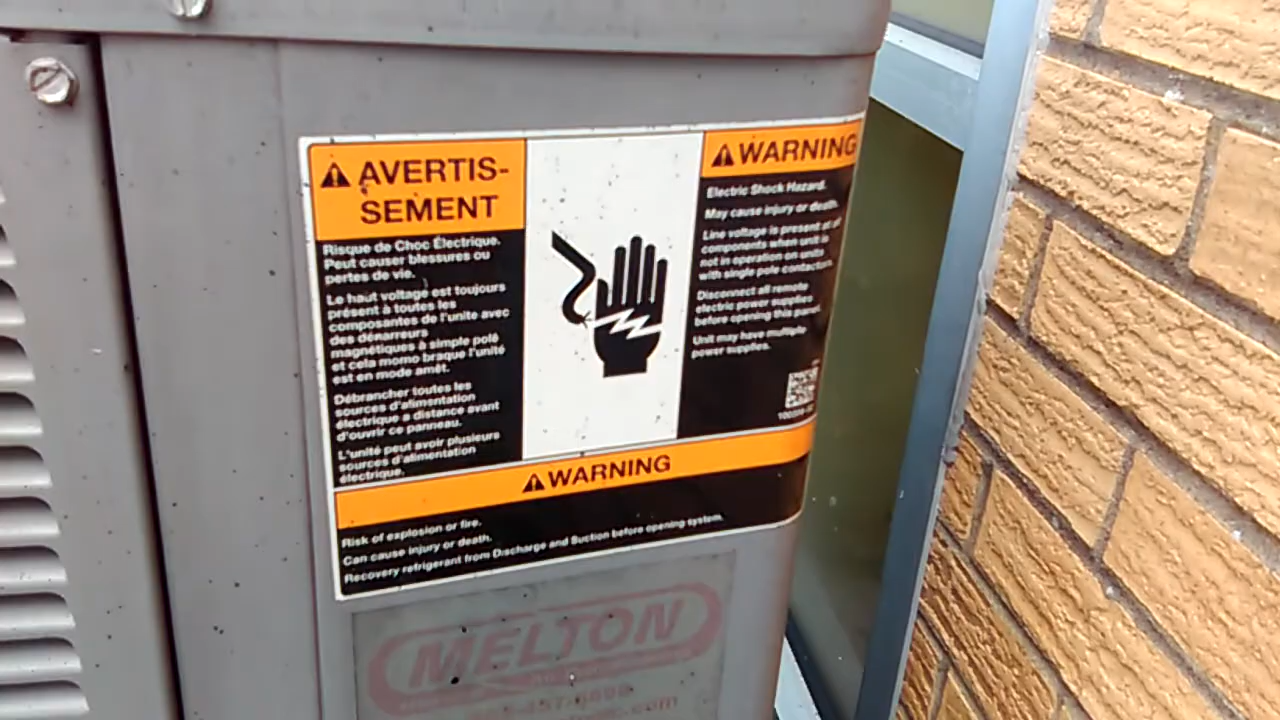 AVERTIS-
SEMENT
Risque de Choc Électrique.
Peut causer blessures ou
pertes de vie.
Le haut voltage est toujours
présent à toutes les
composantes de l'unite avec
des dénarreurs
magnétiques à simple polé
et cela momo braque l'unité
est en mode amêt.
Débrancher toutes les
sources d'alimentation
électrique a distance avant
d'ouvrir ce panneau.
L'unité peut avoir plusieurs
sources d'alimentation
électrique.
WARNING
Electric Shock Hazard.
May cause injury or death.
Line voltage is present at all
components when unit is
not in operation on units
with single pole contactors.
Disconnect all remote
electric power supplies
before opening this panel.
Unit may have multiple
power supplies.
WARNING
Risk of explosion or fire.
Can cause injury or death.
Recovery refrigerant from Discharge and Suction before opening system.
MELTON